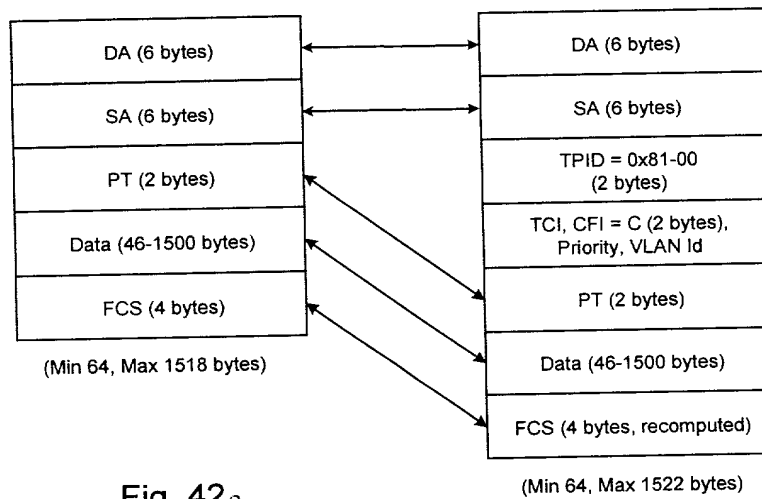 DA (6 bytes)
SA (6 bytes)
PT (2 bytes)
Data (46-1500 bytes)
FCS (4 bytes)
(Min 64, Max 1518 bytes)
DA (6 bytes)
SA (6 bytes)
TPID = 0x81-00
(2 bytes)
TCI, CFI = C (2 bytes),
Priority, VLAN Id
PT (2 bytes)
Data (46-1500 bytes)
FCS (4 bytes, recomputed)
(Min 64, Max 1522 bytes)
Fig. 42a